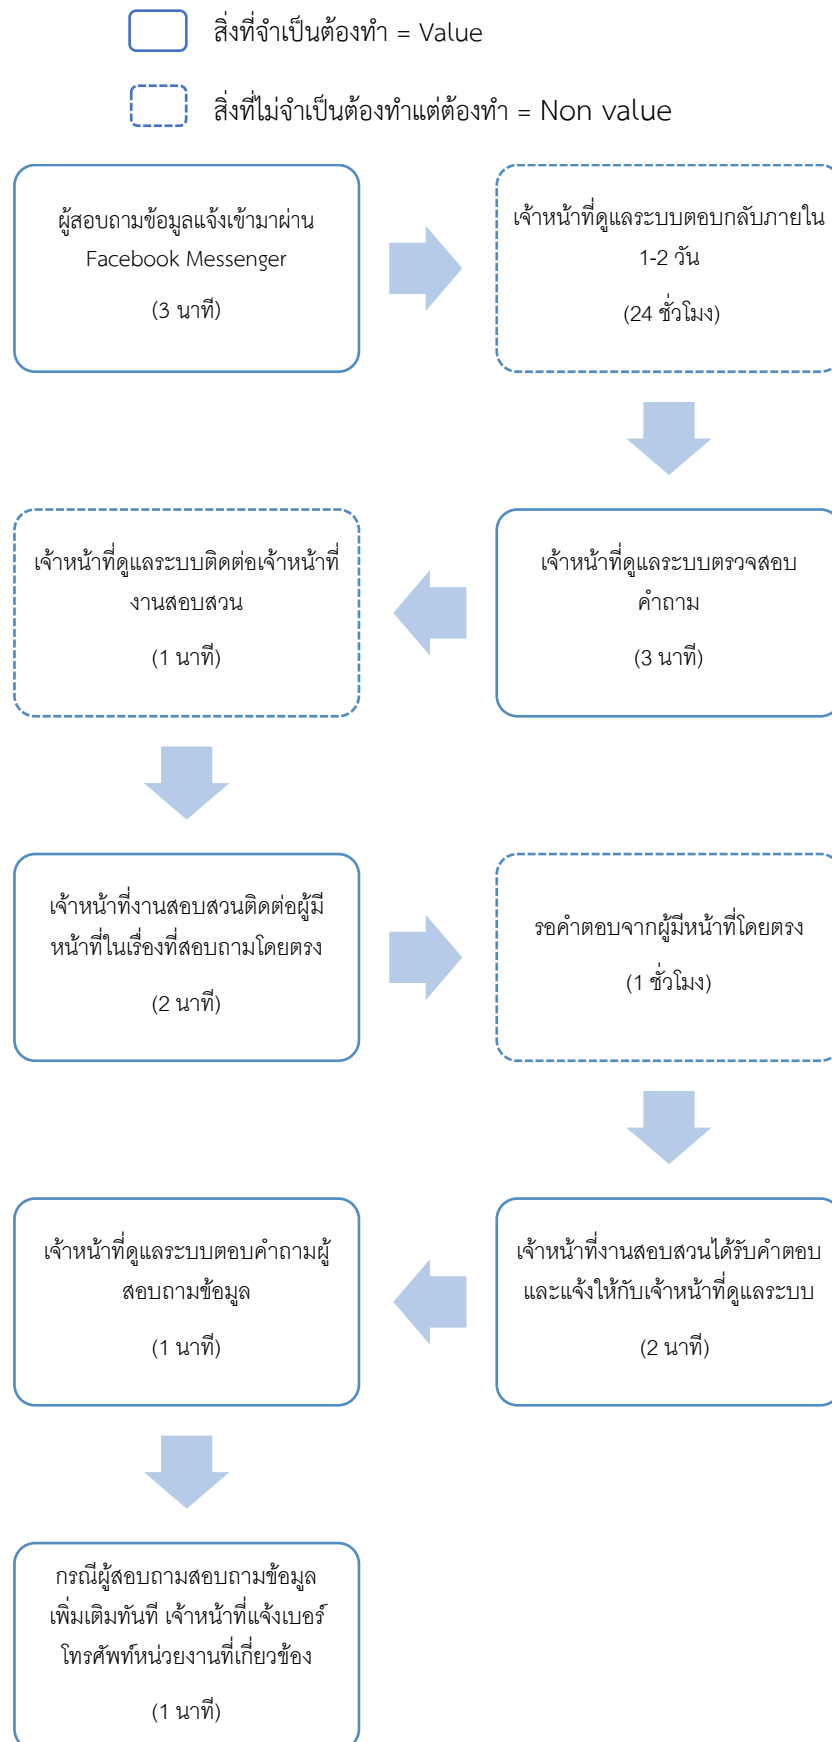 สิ่งที่จำเป็นต้องทำ = Value
สิ่งที่ไม่จำเป็นต้องทำแต่ต้องทำ = Non value
ผู้สอบถามข้อมูลแจ้งเข้ามาผ่าน
Facebook Messenger
(3 นาที)
เจ้าหน้าที่ดูแลระบบตอบกลับภายใน
1-2 วัน
(24 ชั่วโมง)
เจ้าหน้าที่ดูแลระบบตรวจสอบ
คำถาม
(3 นาที)
เจ้าหน้าที่ดูแลระบบติดต่อเจ้าหน้าที่
งานสอบสวน
(1 นาที)
เจ้าหน้าที่งานสอบสวนติดต่อผู้มี
หน้าที่ในเรื่องที่สอบถามโดยตรง
(2 นาที)
รอคำตอบจากผู้มีหน้าที่โดยตรง
(1 ชั่วโมง)
เจ้าหน้าที่งานสอบสวนได้รับคำตอบ
และแจ้งให้กับเจ้าหน้าที่ดูแลระบบ
(2 นาที)
เจ้าหน้าที่ดูแลระบบตอบคำถามผู้
สอบถามข้อมูล
(1 นาที)
กรณีผู้สอบถามสอบถามข้อมูล
เพิ่มเติมทันที เจ้าหน้าที่แจ้งเบอร์
โทรศัพท์หน่วยงานที่เกี่ยวข้อง
(1 นาที)